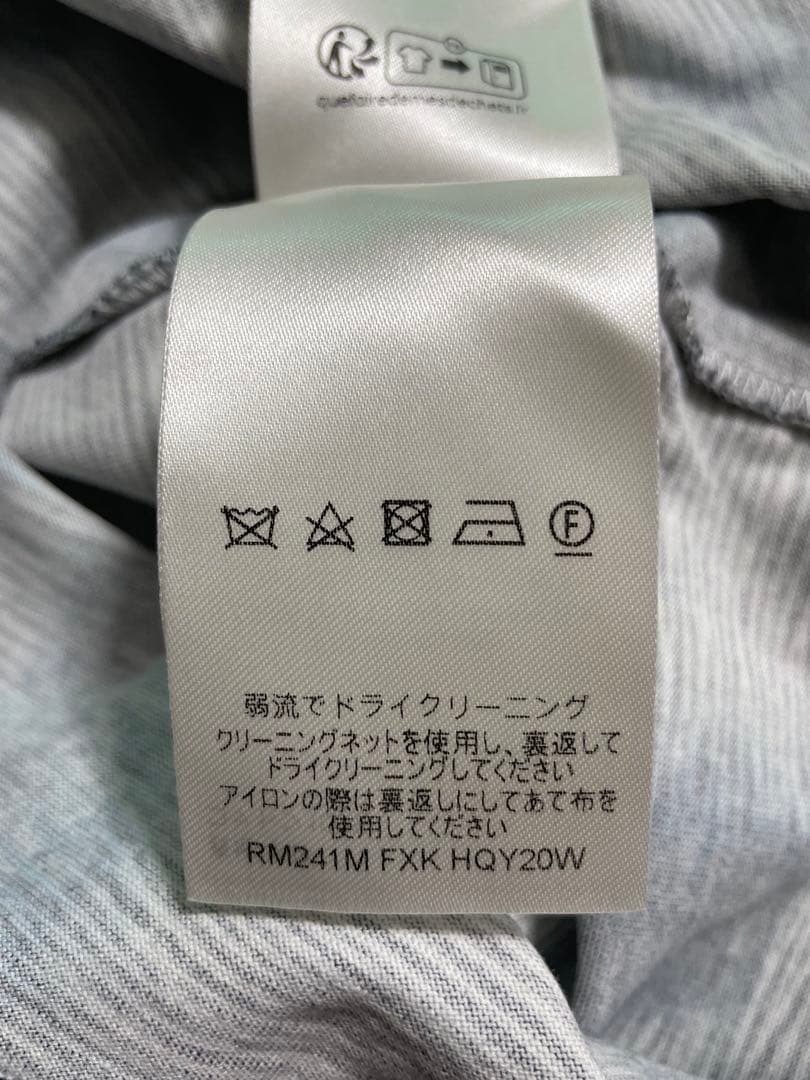 quefairedemesdechets.fr
F
弱流でドライクリーニング
クリーニングネットを使用し、裏返して
ドライクリーニングしてください
アイロンの際は裏返しにしてあて布を
使用してください
RM241M FXK HQY20W